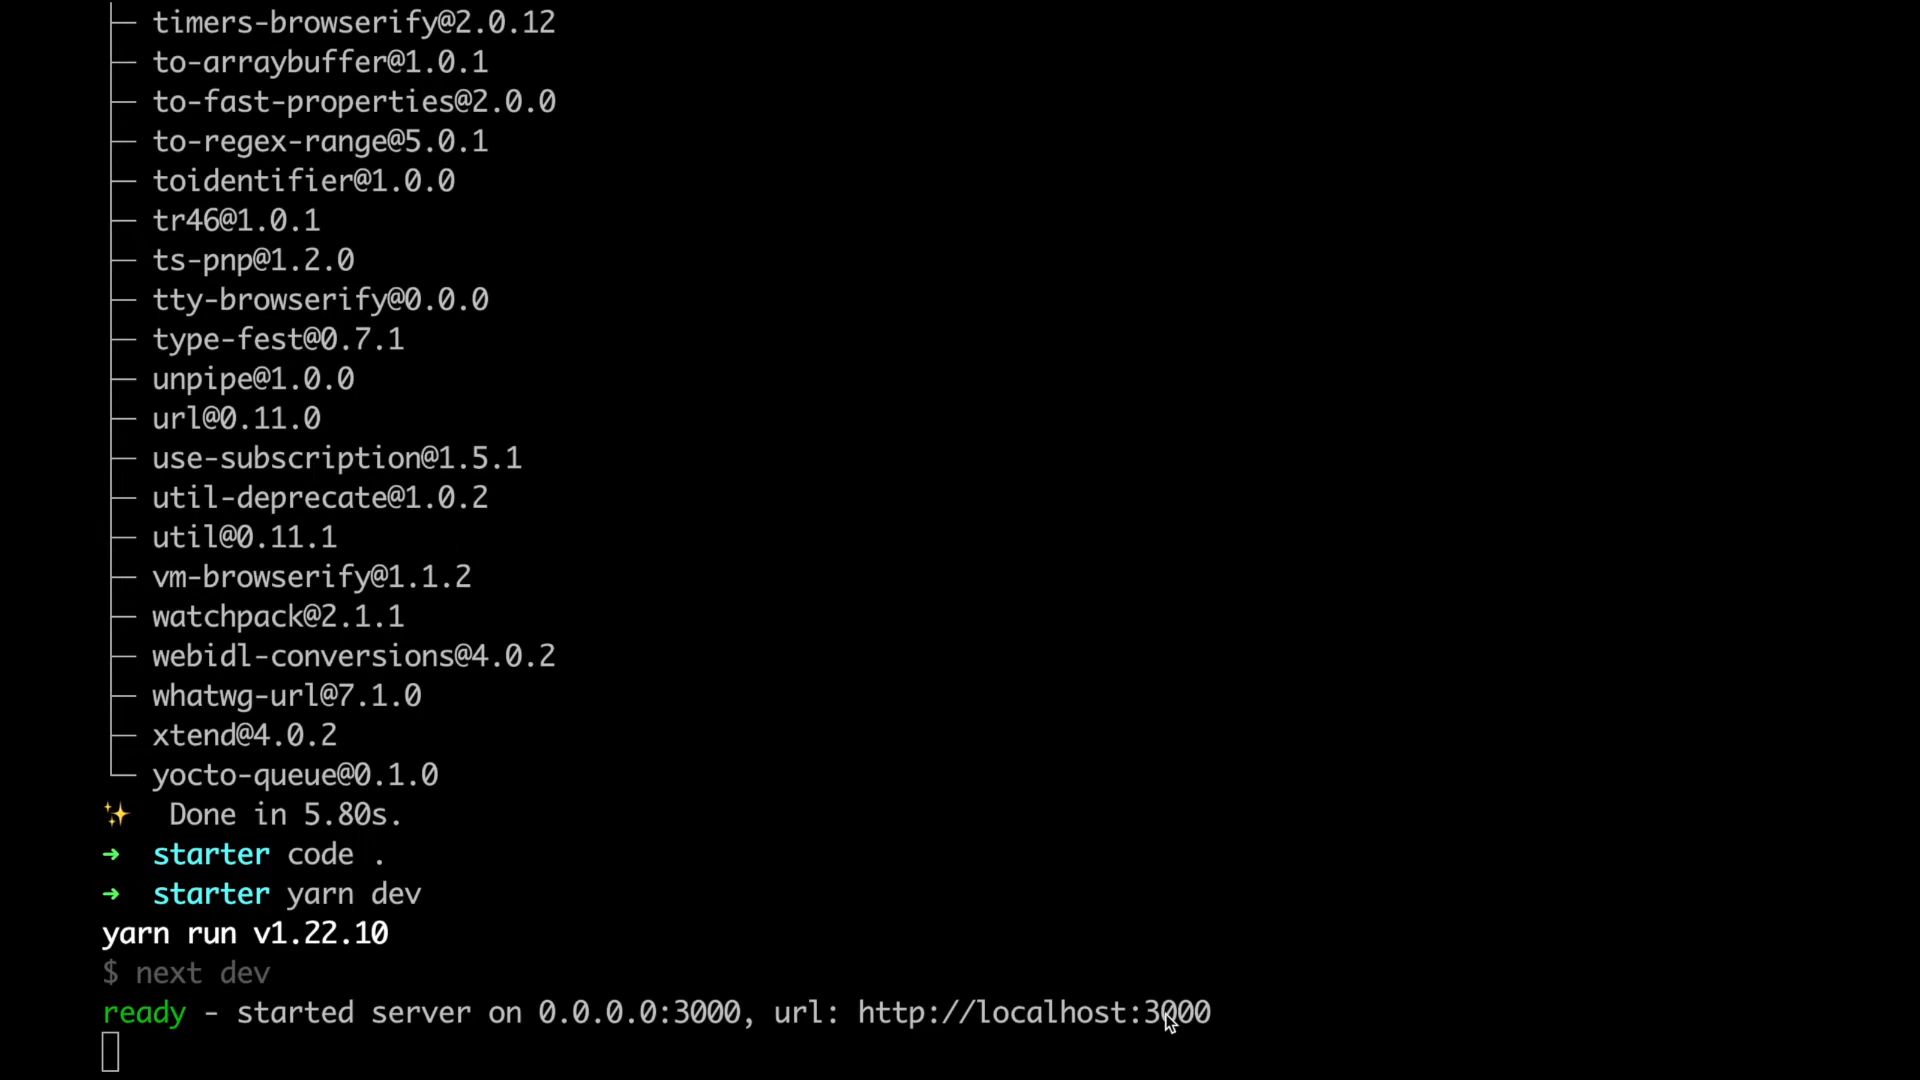 ├─ timers-browserify@2.0.12
├─ to-arraybuffer@1.0.1
├─ to-fast-properties@2.0.0
├─ to-regex-range@5.0.1
├─ toidentifier@1.0.0
├─ tr46@1.0.1
├─ ts-pnp@1.2.0
├─ tty-browserify@0.0.0
├─ type-fest@0.7.1
├─ unpipe@1.0.0
├─ url@0.11.0
├─ use-subscription@1.5.1
├─ util-deprecate@1.0.2
├─ util@0.11.1
├─ vm-browserify@1.1.2
├─ watchpack@2.1.1
├─ webidl-conversions@4.0.2
├─ whatwg-url@7.1.0
├─ xtend@4.0.2
└─ yocto-queue@0.1.0
✨ Done in 5.80s.
➜ starter code .
➜ starter yarn dev
yarn run v1.22.10
$ next dev
ready - started server on 0.0.0.0:3000, url: http://localhost:3000